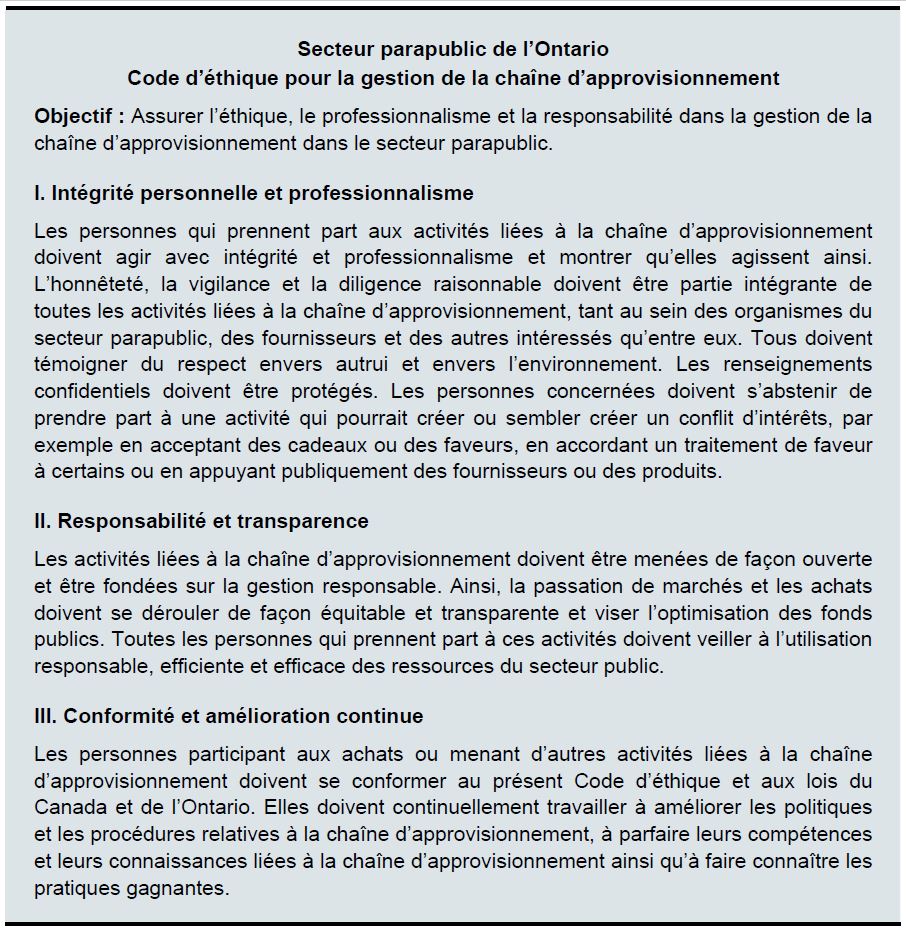 Secteur parapublic de l’Ontario
Code d’éthique pour la gestion de la chaîne d’approvisionnement
Objectif : Assurer l’éthique, le professionnalisme et la responsabilité dans la gestion de la
chaîne d’approvisionnement dans le secteur parapublic.
I. Intégrité personnelle et professionnalisme
Les personnes qui prennent part aux activités liées à la chaîne d’approvisionnement
doivent agir avec intégrité et professionnalisme et montrer qu’elles agissent ainsi.
L’honnêteté, la vigilance et la diligence raisonnable doivent être partie intégrante de
toutes les activités liées à la chaîne d’approvisionnement, tant au sein des organismes du
secteur parapublic, des fournisseurs et des autres intéressés qu’entre eux. Tous doivent
témoigner du respect envers autrui et envers l’environnement. Les renseignements
confidentiels doivent être protégés. Les personnes concernées doivent s’abstenir de
prendre part à une activité qui pourrait créer ou sembler créer un conflit d’intérêts, par
exemple en acceptant des cadeaux ou des faveurs, en accordant un traitement de faveur
à certains ou en appuyant publiquement des fournisseurs ou des produits.
II. Responsabilité et transparence
Les activités liées à la chaîne d’approvisionnement doivent être menées de façon ouverte
et être fondées sur la gestion responsable. Ainsi, la passation de marchés et les achats
doivent se dérouler de façon équitable et transparente et viser l’optimisation des fonds
publics. Toutes les personnes qui prennent part à ces activités doivent veiller à l’utilisation
responsable, efficiente et efficace des ressources du secteur public.
III. Conformité et amélioration continue
Les personnes participant aux achats ou menant d’autres activités liées à la chaîne
d’approvisionnement doivent se conformer au présent Code d’éthique et aux lois du
Canada et de l’Ontario. Elles doivent continuellement travailler à améliorer les politiques
et les procédures relatives à la chaîne d’approvisionnement, à parfaire leurs compétences
et leurs connaissances liées à la chaîne d’approvisionnement ainsi qu’à faire connaître les
pratiques gagnantes.